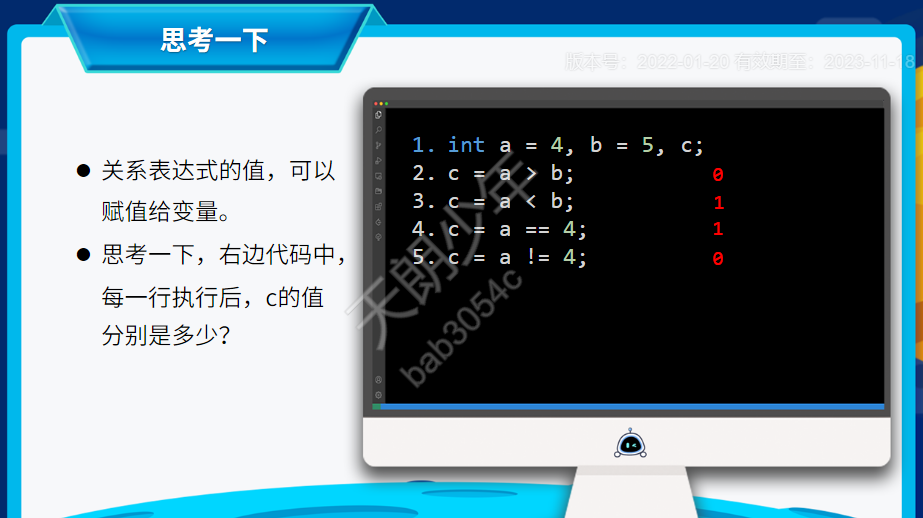 思考一下
版本号：2022-01-20 有效期至：2023-11-18
● 关系表达式的值，可以
赋值给变量。
● 思考一下，右边代码中，
每一行执行后，c的值
分别是多少？
1. int a = 4, b = 5, c;
2. c = a > b; 0
3. c = a < b; 1
4. c = a == 4; 1
5. c = a != 4; 0
天朗少年
bab3054c